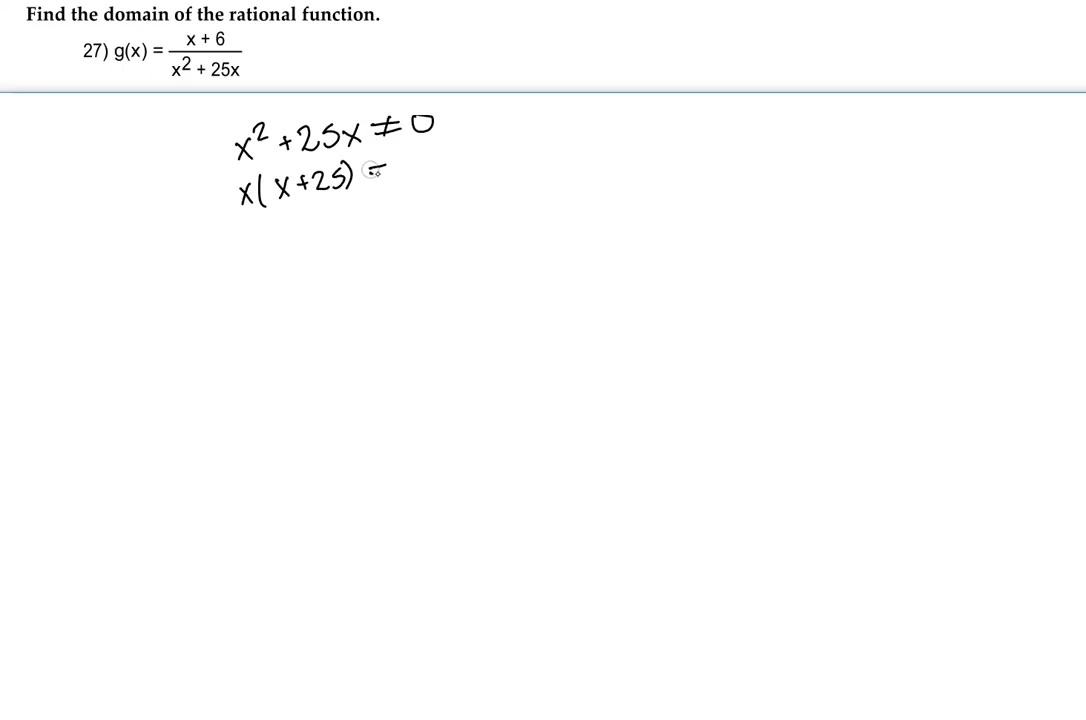 Find the domain of the rational function.
27) g(x) = x + 6 / x² + 25x
x² + 25x ≠ 0
x(x+25) =